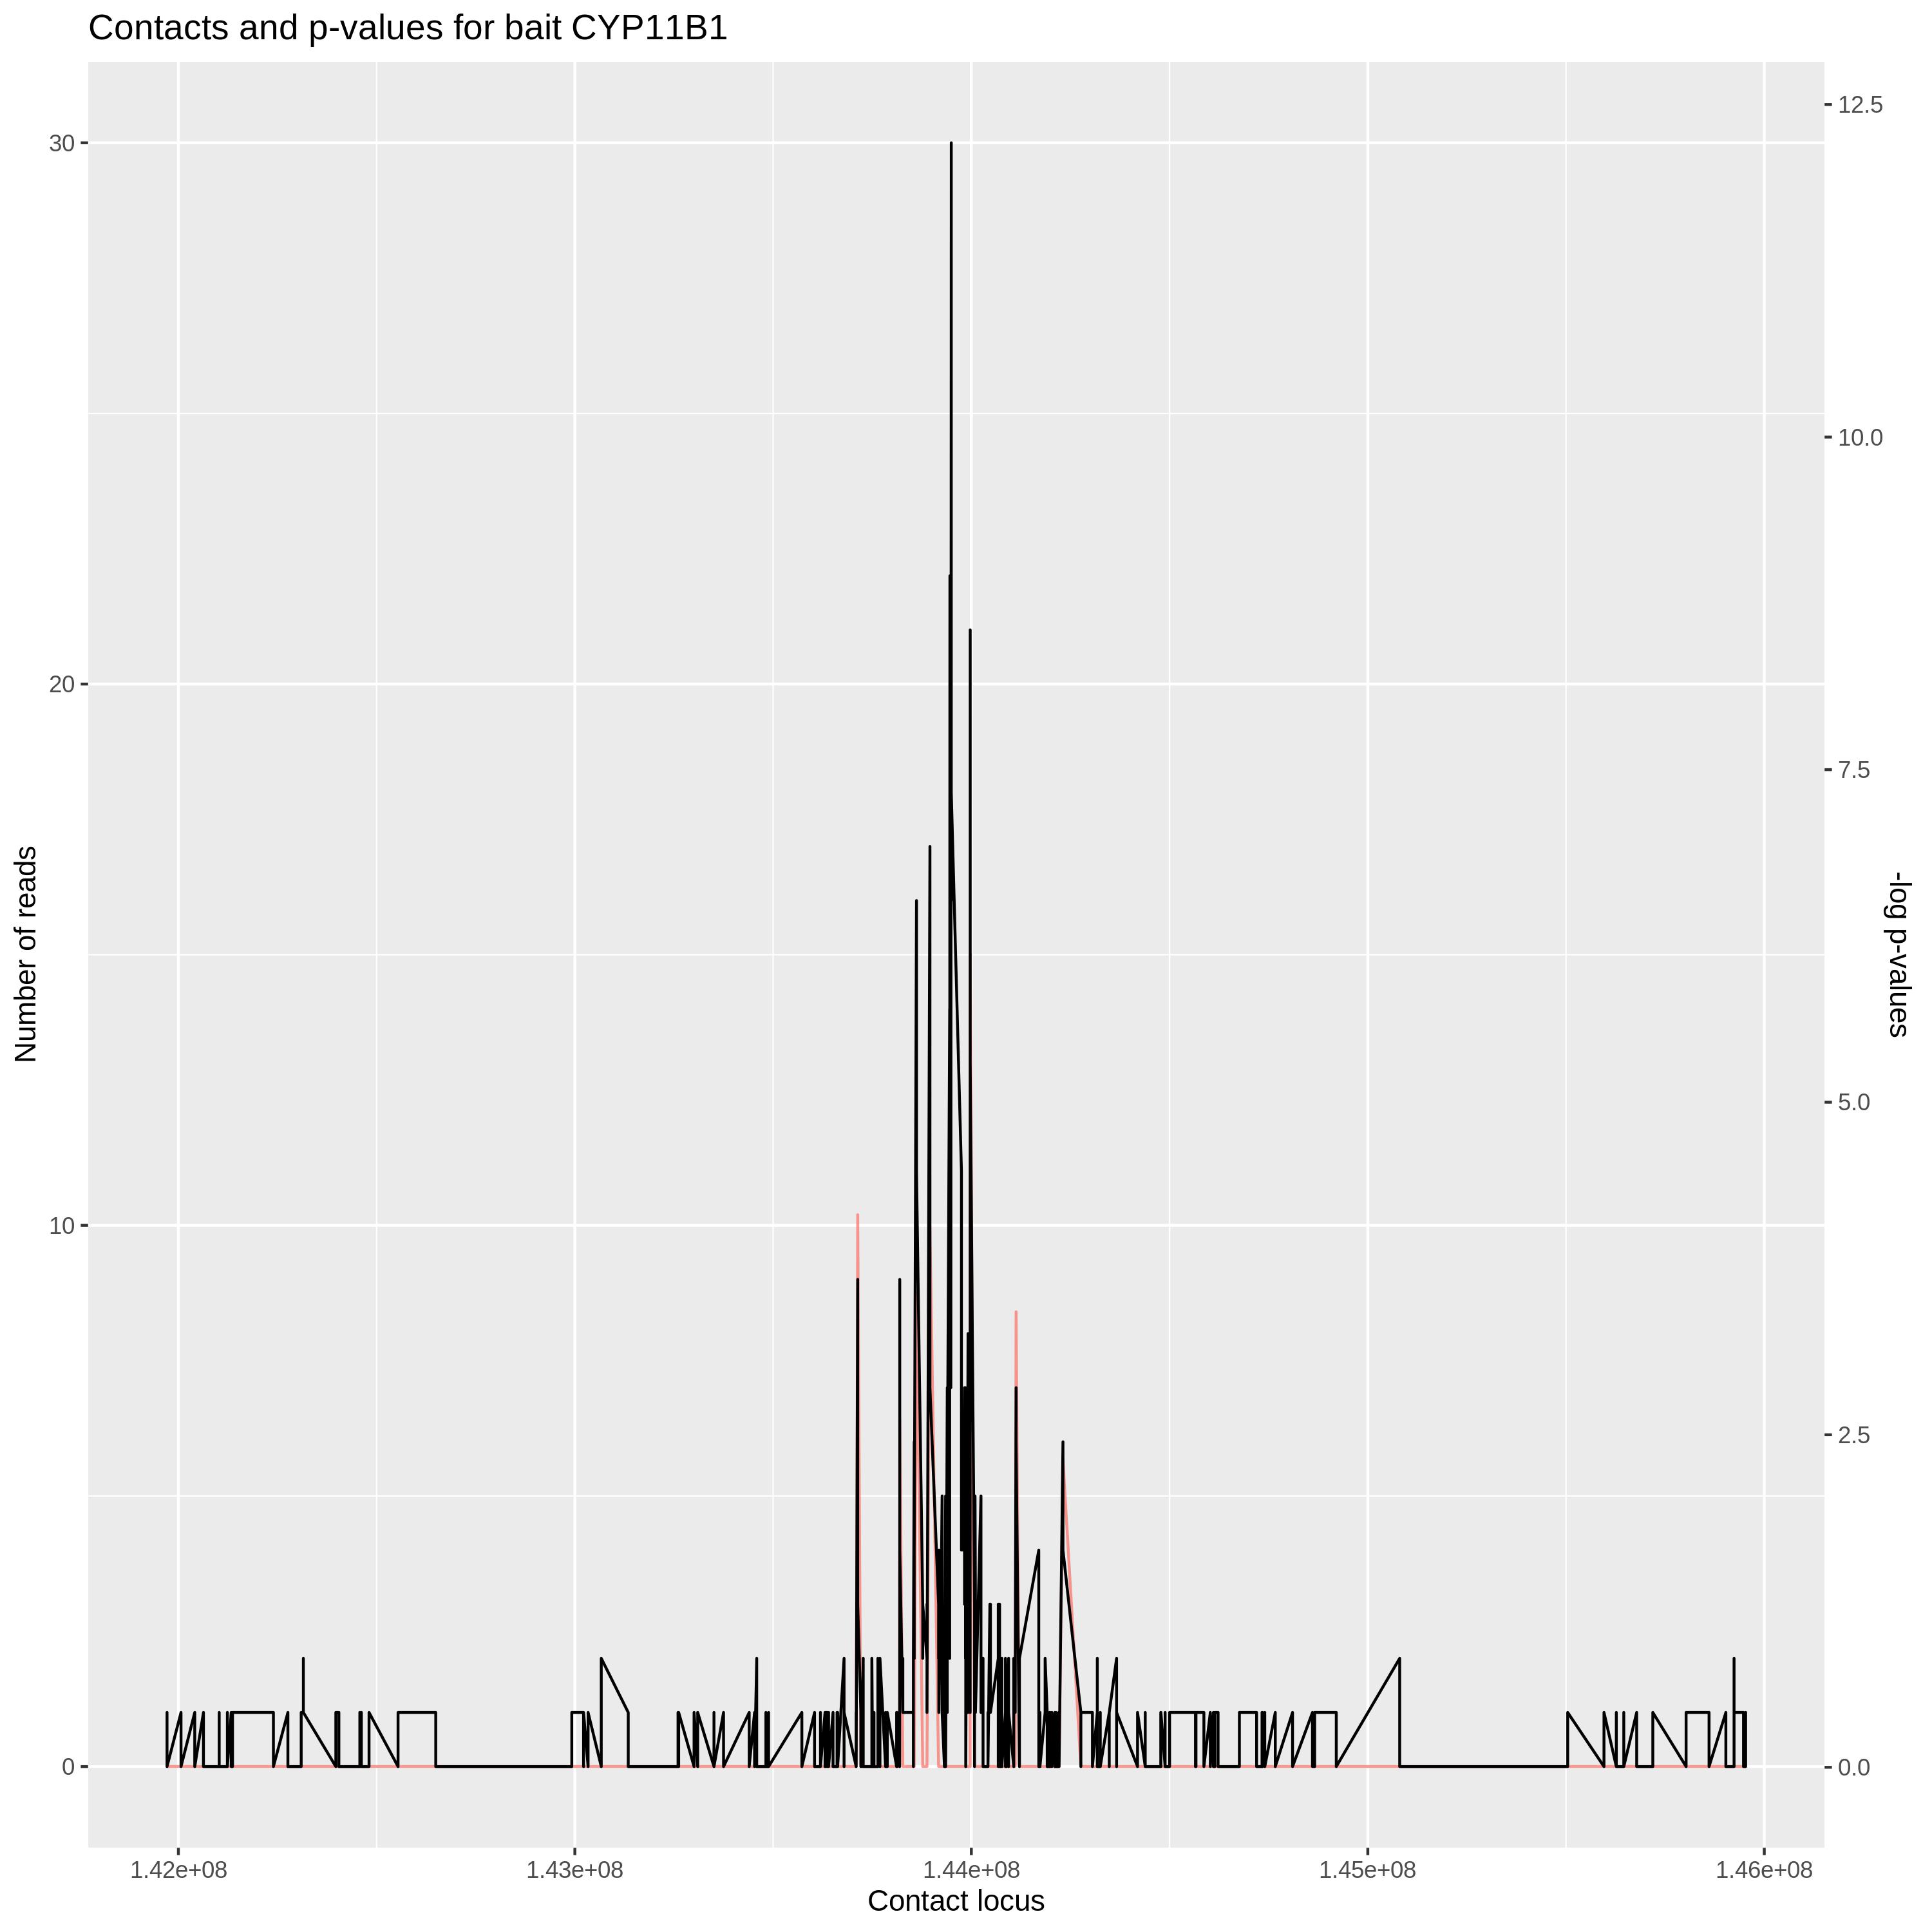 Contacts and p-values for bait CYP11B1
30
20
10
0
12.5
10.0
7.5
5.0
2.5
0.0
Number of reads
-log p-values
1.42e+08 1.43e+08 1.44e+08 1.45e+08 1.46e+08
Contact locus